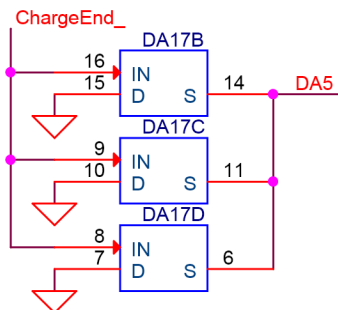 ChargeEnd_
DA17B
16 IN
15 D S 14 DA5
DA17C
9 IN
10 D S 11
DA17D
8 IN
7 D S 6